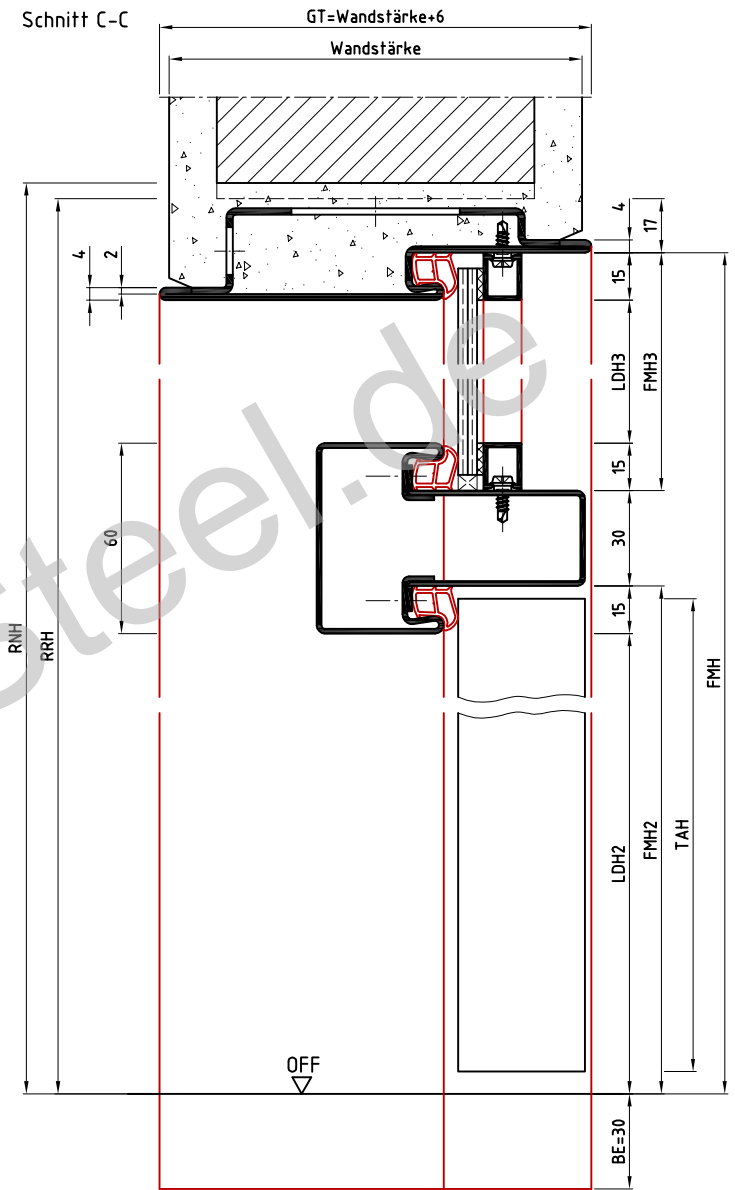 Schnitt C-C
GT=Wandstärke+6
Wandstärke
4
17
4
2
15
LDH3
FMH3
15
60
30
15
RNH
RRH
FMH
Steel.de
LDH2
FMH2
TAH
OFF
BE=30